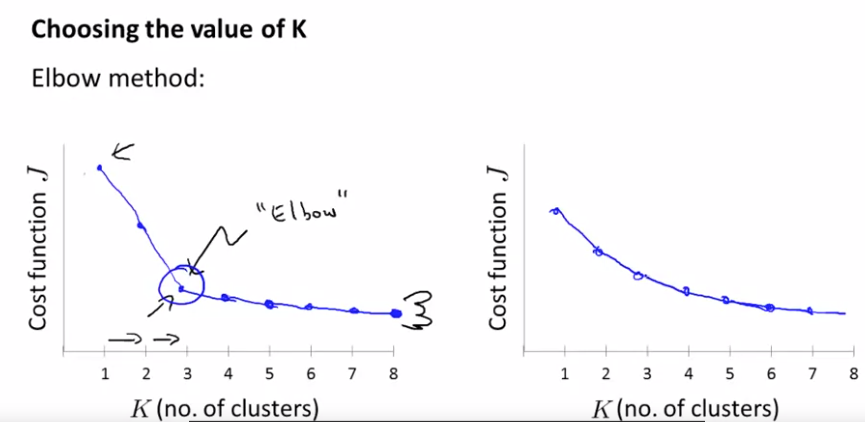 Choosing the value of K
Elbow method:
Cost function J
"Elbow"
1 2 3 4 5 6 7 8
K (no. of clusters)
Cost function J
1 2 3 4 5 6 7 8
K (no. of clusters)